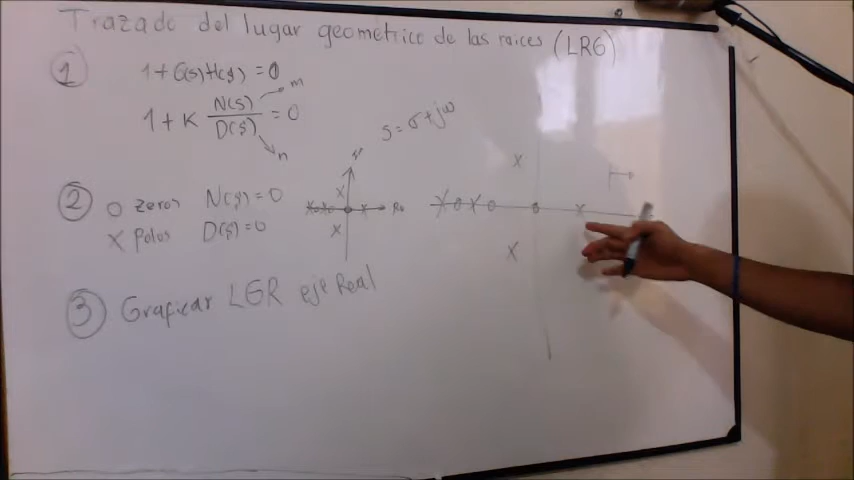 Trazado del lugar geometrico de las raices (LRG)
1 1 + G(s)H(s) = 0
1 + K N(s)/D(s) = 0
m
n
s = σ + jω
2 O zeros N(s) = 0
X Polos D(s) = 0
Re
3 Graficar LGR eje Real